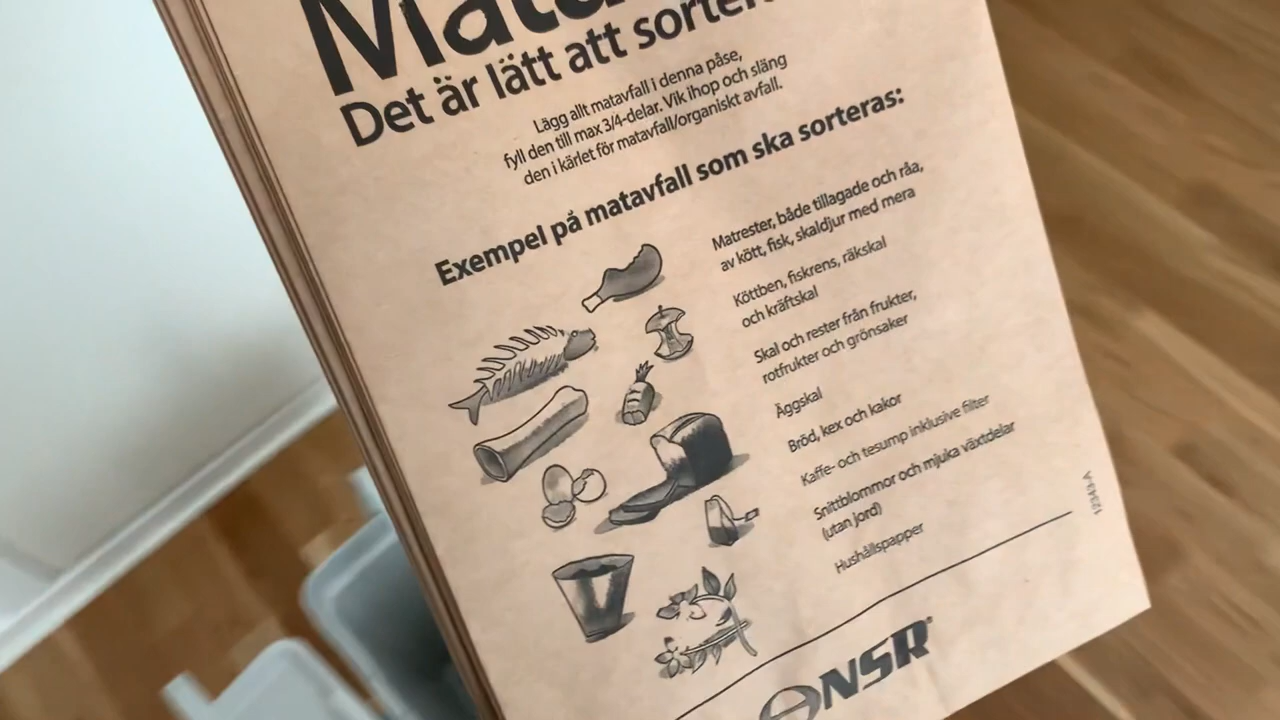 Det är lätt att
Lägg allt matavfall i denna påse,
fyll den till max 3/4-delar. Vik ihop och släng
den i kärlet för matavfall/organiskt avfall.
Exempel på matavfall som ska sorteras:
Matrester, både tillagade och råa,
av kött, fisk, skaldjur med mera
Köttben, fiskrens, räkskal
och kräftskal
Skal och rester från frukter,
rotfrukter och grönsaker
Äggskal
Bröd, kex och kakor
Kaffe- och tesump inklusive filter
Snittblommor och mjuka växtdelar
(utan jord)
Hushållspapper
NSR